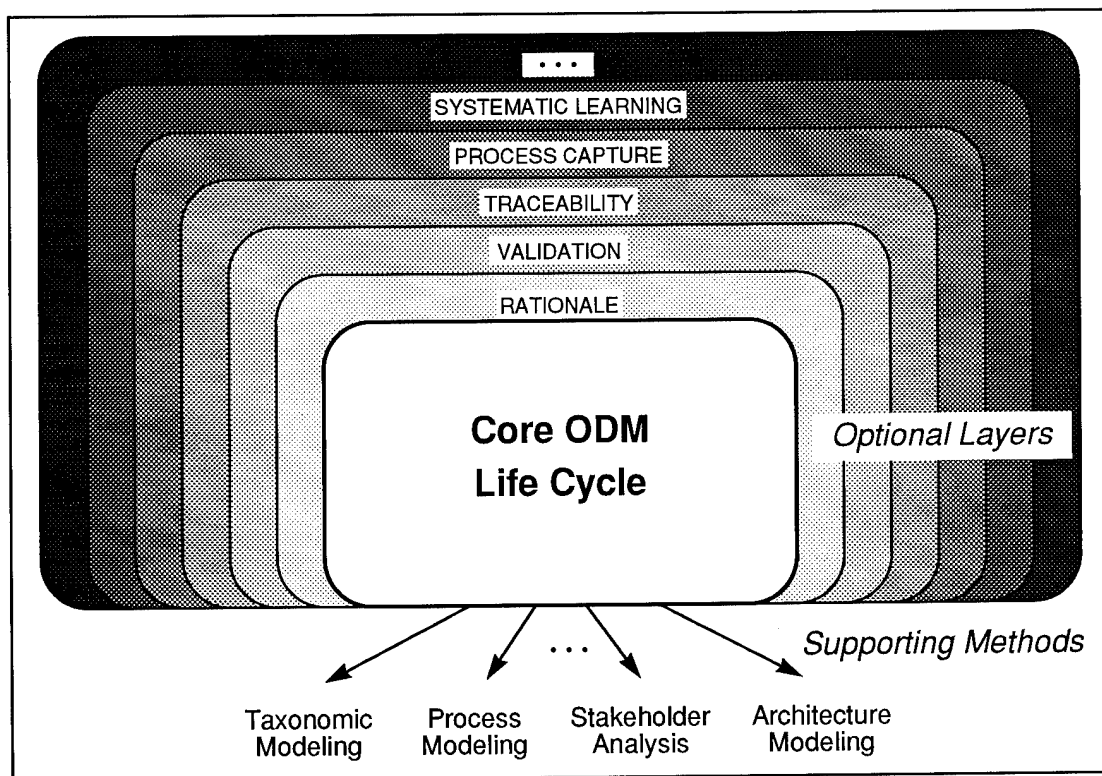 ...
SYSTEMATIC LEARNING
PROCESS CAPTURE
TRACEABILITY
VALIDATION
RATIONALE
Core ODM
Life Cycle
Optional Layers
Supporting Methods
...
Taxonomic
Modeling
Process
Modeling
Stakeholder
Analysis
Architecture
Modeling